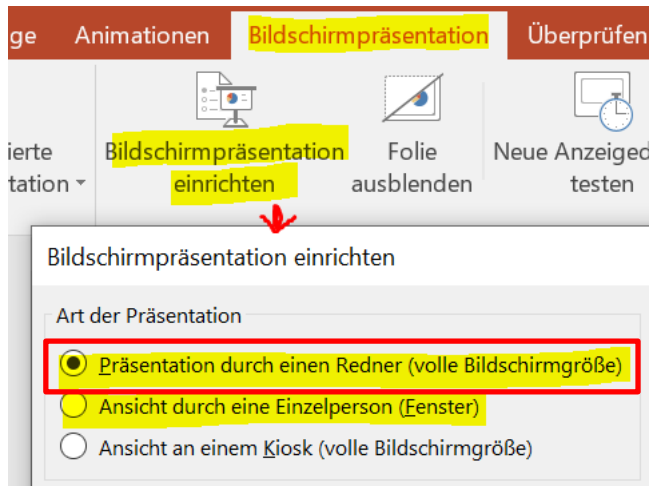 ge Animationen Bildschirmpräsentation Überprüfen
ierte Bildschirmpräsentation Folie Neue Anzeiged
tation einrichten ausblenden testen
Bildschirmpräsentation einrichten
Art der Präsentation
Präsentation durch einen Redner (volle Bildschirmgröße)
Ansicht durch eine Einzelperson (Fenster)
Ansicht an einem Kiosk (volle Bildschirmgröße)